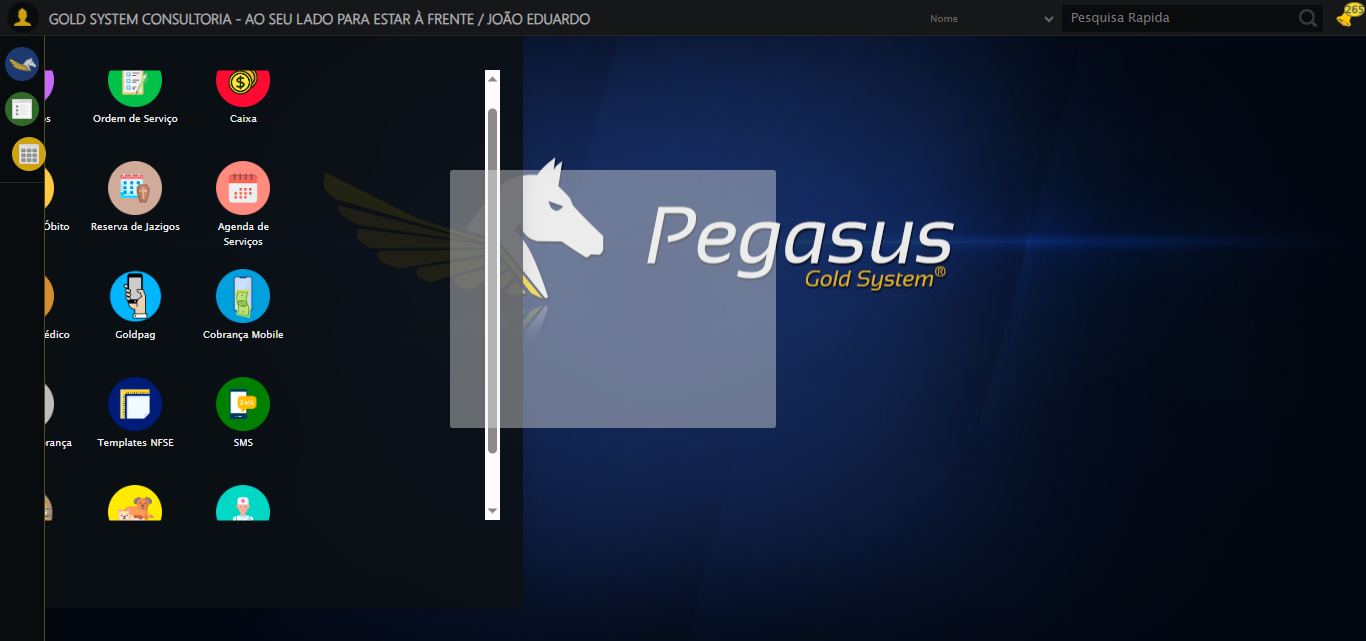 GOLD SYSTEM CONSULTORIA - AO SEU LADO PARA ESTAR À FRENTE / JOÃO EDUARDO
Nome
Pesquisa Rapida
265
s
Ordem de Serviço
Caixa
Óbito
Reserva de Jazigos
Agenda de
Serviços
édico
Goldpag
Cobrança Mobile
rança
Templates NFSE
SMS
SMS
Pegasus
Gold System®